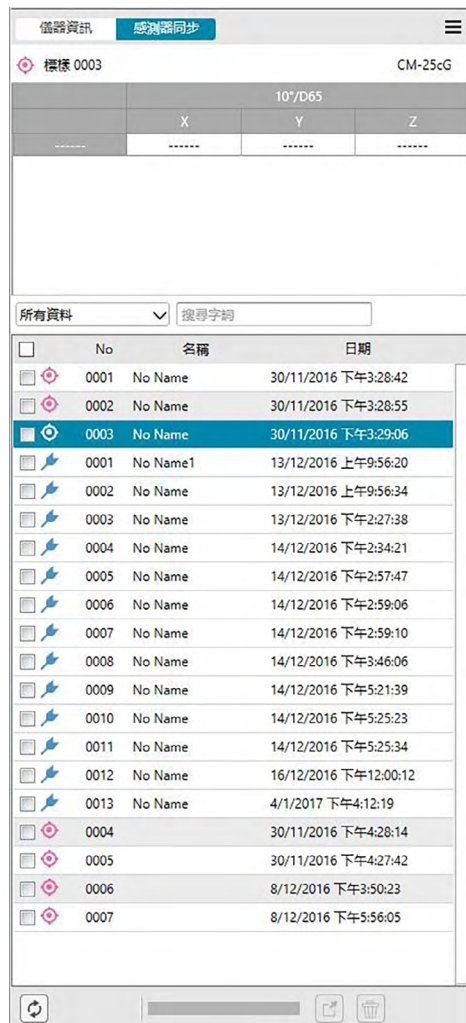 儀器資訊 感測器同步
標樣 0003 CM-25cG
10°/D65
X Y Z
------ ------ ------ ------
所有資料 搜尋字詞
No 名稱 日期
0001 No Name 30/11/2016 下午3:28:42
0002 No Name 30/11/2016 下午3:28:55
0003 No Name 30/11/2016 下午3:29:06
0001 No Name1 13/12/2016 上午9:56:20
0002 No Name 13/12/2016 上午9:56:34
0003 No Name 13/12/2016 下午2:27:38
0004 No Name 14/12/2016 下午2:34:21
0005 No Name 14/12/2016 下午2:57:47
0006 No Name 14/12/2016 下午2:59:06
0007 No Name 14/12/2016 下午2:59:10
0008 No Name 14/12/2016 下午3:46:06
0009 No Name 14/12/2016 下午5:21:39
0010 No Name 14/12/2016 下午5:25:23
0011 No Name 14/12/2016 下午5:25:34
0012 No Name 16/12/2016 下午12:00:12
0013 No Name 4/1/2017 下午4:12:19
0004 30/11/2016 下午4:28:14
0005 30/11/2016 下午4:27:42
0006 8/12/2016 下午3:50:23
0007 8/12/2016 下午5:56:05